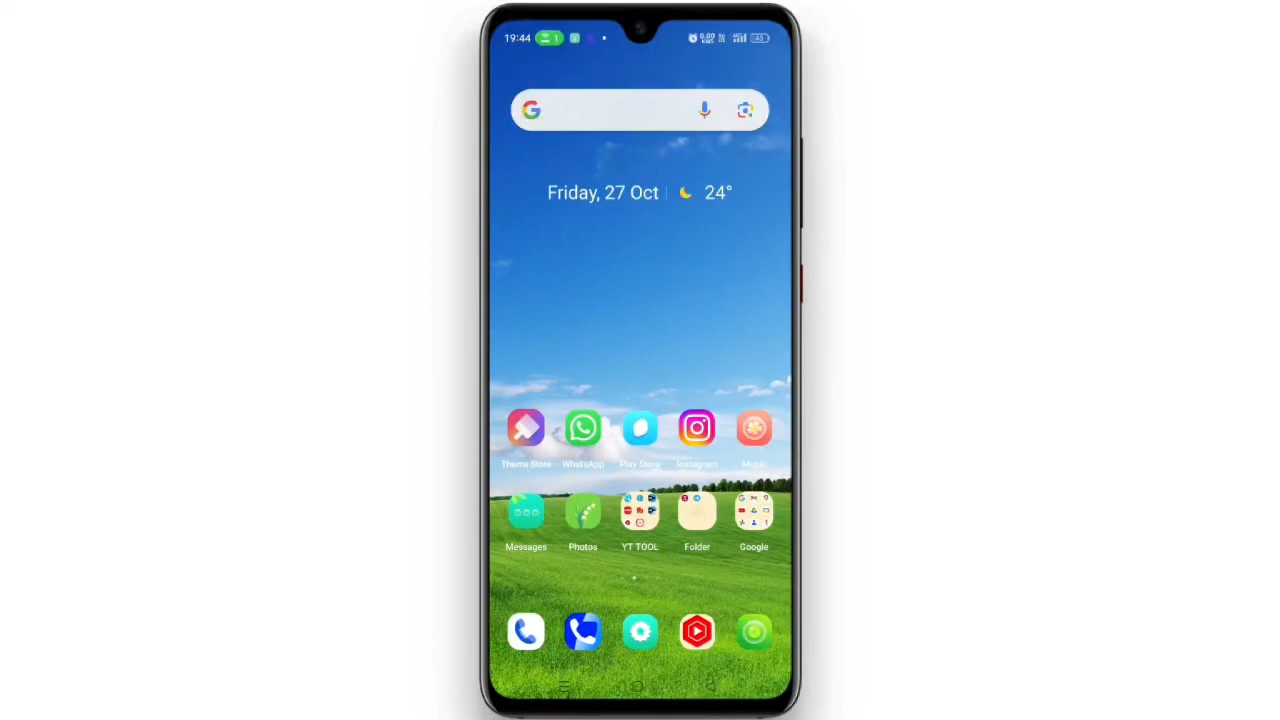 19:44
Friday, 27 Oct 24°
Theme Store WhatsApp Play Store Instagram Music
Messages Photos YT TOOL Folder Google